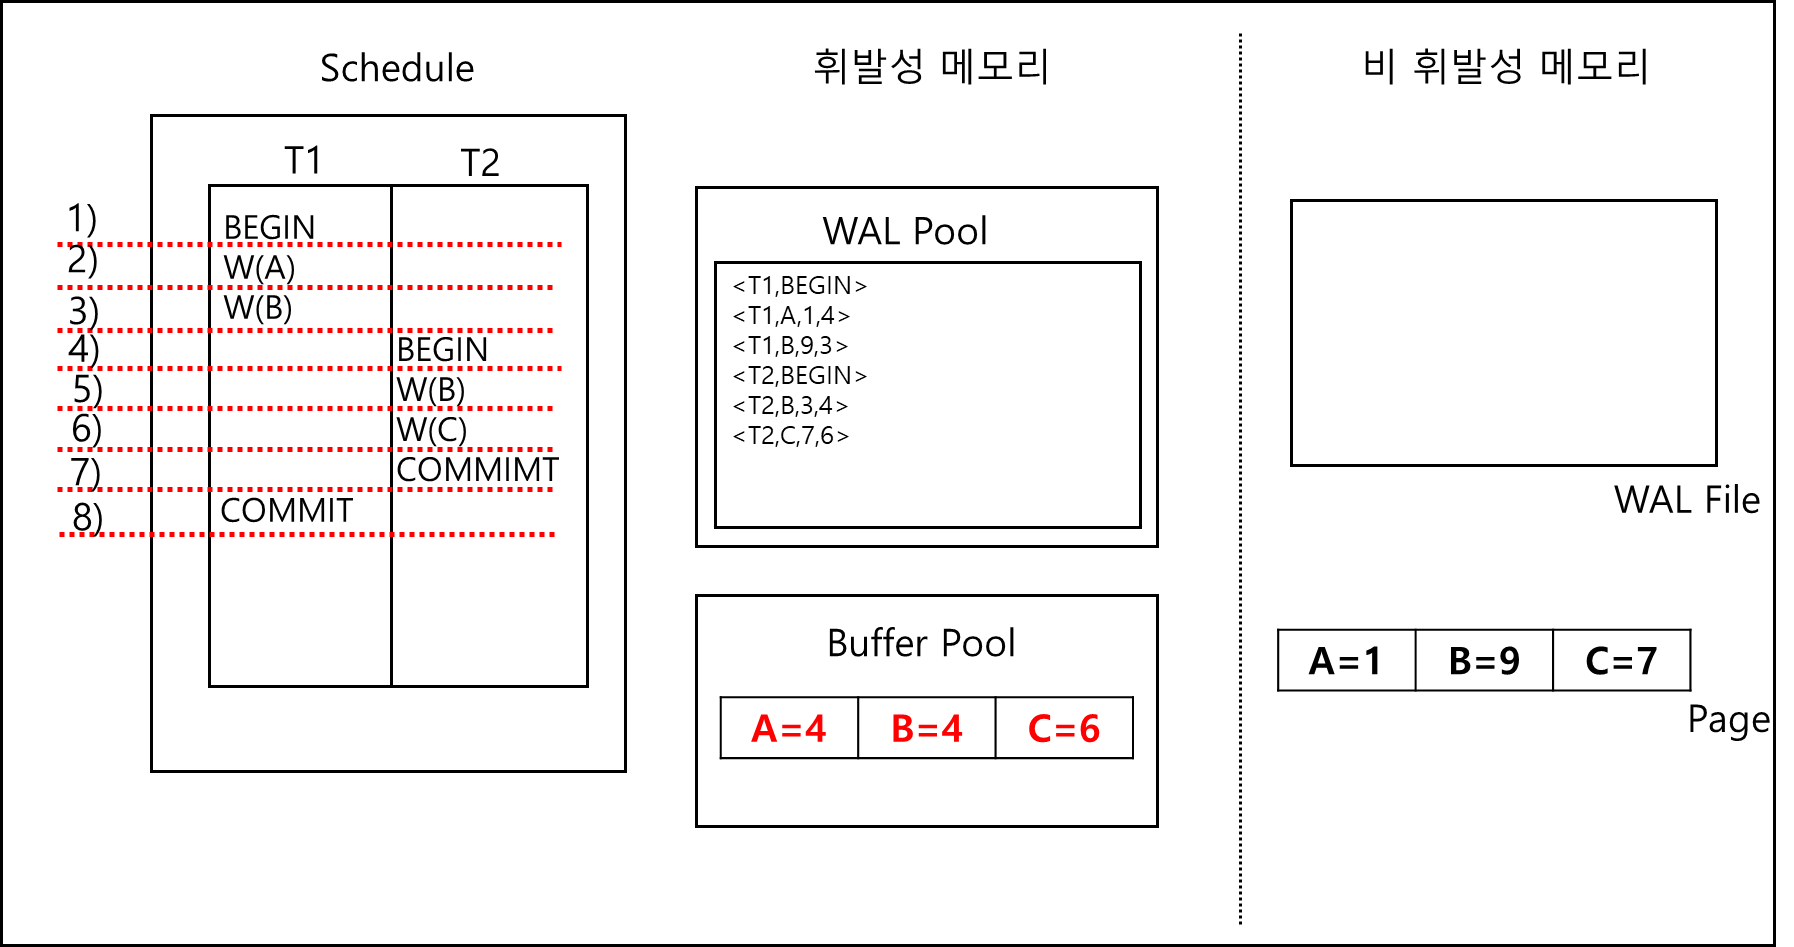 Schedule
휘발성 메모리
비 휘발성 메모리
T1
T2
1)
BEGIN
2)
W(A)
3)
W(B)
4)
BEGIN
5)
W(B)
6)
W(C)
7)
COMMIMT
8)
COMMIT
WAL Pool
<T1,BEGIN>
<T1,A,1,4>
<T1,B,9,3>
<T2,BEGIN>
<T2,B,3,4>
<T2,C,7,6>
WAL File
Buffer Pool
A=4
B=4
C=6
A=1
B=9
C=7
Page